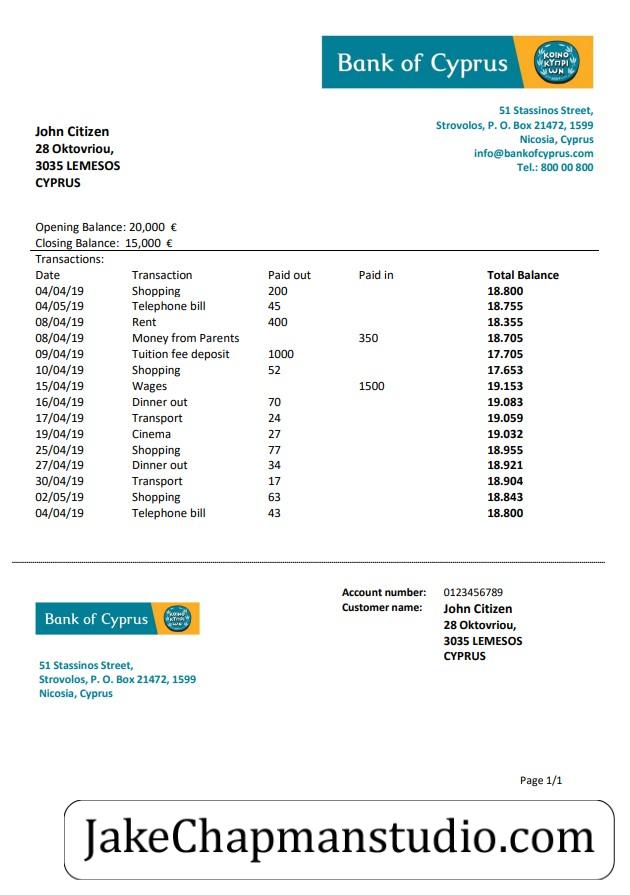 Bank of Cyprus
ΚΟΙΝΟ
ΚΥΠΡΙ
ΩΝ
51 Stassinos Street,
Strovolos, P. O. Box 21472, 1599
Nicosia, Cyprus
info@bankofcyprus.com
Tel.: 800 00 800
John Citizen
28 Oktovriou,
3035 LEMESOS
CYPRUS
Opening Balance: 20,000 €
Closing Balance: 15,000 €
Transactions:
Date Transaction Paid out Paid in Total Balance
04/04/19 Shopping 200 18.800
04/05/19 Telephone bill 45 18.755
08/04/19 Rent 400 18.355
08/04/19 Money from Parents 350 18.705
09/04/19 Tuition fee deposit 1000 17.705
10/04/19 Shopping 52 17.653
15/04/19 Wages 1500 19.153
16/04/19 Dinner out 70 19.083
17/04/19 Transport 24 19.059
19/04/19 Cinema 27 19.032
25/04/19 Shopping 77 18.955
27/04/19 Dinner out 34 18.921
30/04/19 Transport 17 18.904
02/05/19 Shopping 63 18.843
04/04/19 Telephone bill 43 18.800
Bank of Cyprus
ΚΟΙΝΟ
ΚΥΠΡΙ
ΩΝ
51 Stassinos Street,
Strovolos, P. O. Box 21472, 1599
Nicosia, Cyprus
Account number: 0123456789
Customer name: John Citizen
28 Oktovriou,
3035 LEMESOS
CYPRUS
Page 1/1
JakeChapmanstudio.com